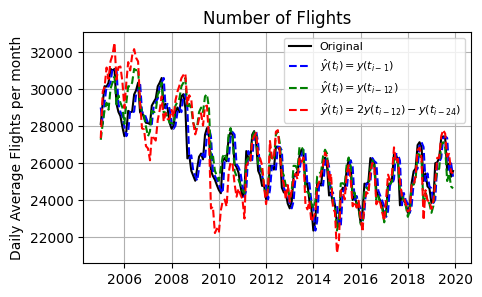 Number of Flights
Daily Average Flights per month
32000
30000
28000
26000
24000
22000
Original
ŷ(tᵢ) = y(tᵢ₋₁)
ŷ(tᵢ) = y(tᵢ₋₁₂)
ŷ(tᵢ) = 2y(tᵢ₋₁₂) − y(tᵢ₋₂₄)
2006 2008 2010 2012 2014 2016 2018 2020